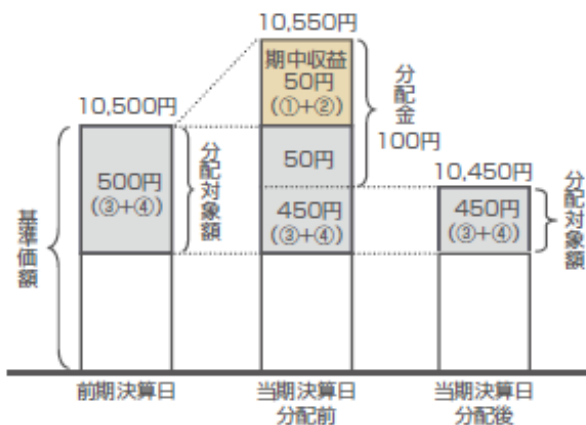 10,550円
期中収益
50円
(①+②)
分配金
100円
10,500円
500円
(③+④)
分配対象額
50円
450円
(③+④)
10,450円
450円
(③+④)
分配対象額
基準価額
前期決算日
当期決算日
分配前
当期決算日
分配後